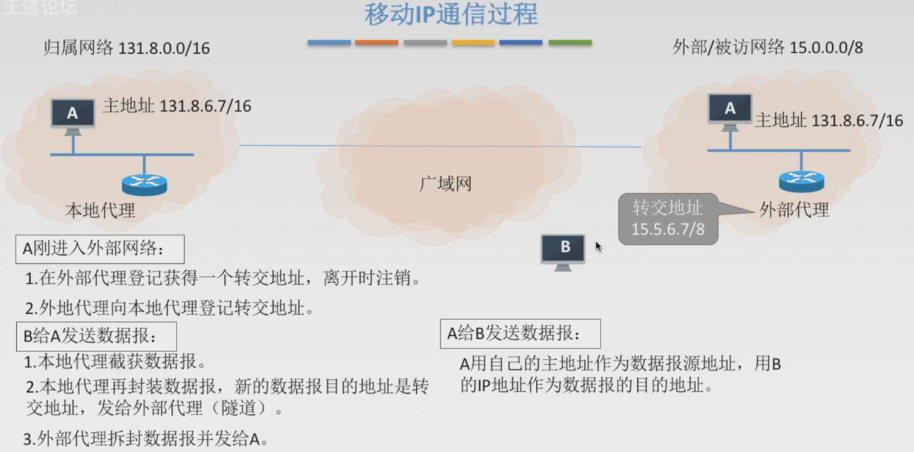 王道论坛
移动IP通信过程
归属网络 131.8.0.0/16
外部/被访网络 15.0.0.0/8
A
主地址 131.8.6.7/16
A
主地址 131.8.6.7/16
广域网
本地代理
转交地址
15.5.6.7/8
外部代理
B
A刚进入外部网络：
1.在外部代理登记获得一个转交地址，离开时注销。
2.外地代理向本地代理登记转交地址。
B给A发送数据报：
1.本地代理截获数据报。
2.本地代理再封装数据报，新的数据报目的地址是转
交地址，发给外部代理（隧道）。
3.外部代理拆封数据报并发给A。
A给B发送数据报：
A用自己的主地址作为数据报源地址，用B
的IP地址作为数据报的目的地址。